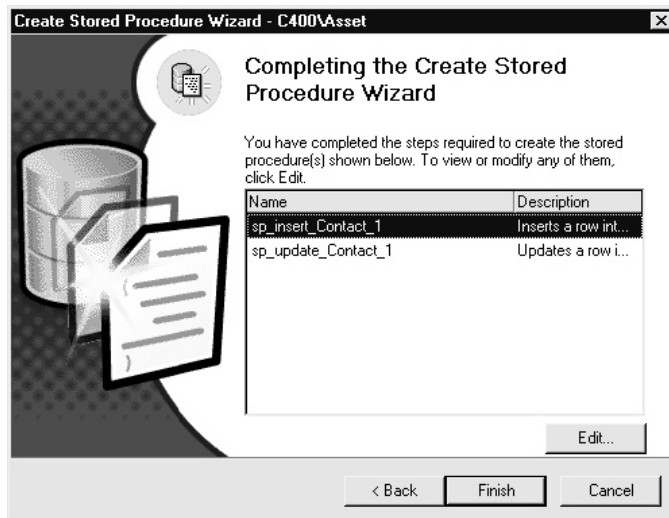 Create Stored Procedure Wizard - C400\Asset
Completing the Create Stored
Procedure Wizard
You have completed the steps required to create the stored
procedure(s) shown below. To view or modify any of them,
click Edit.
Name Description
sp_insert_Contact_1 Inserts a row int...
sp_update_Contact_1 Updates a row i...
Edit...
< Back Finish Cancel